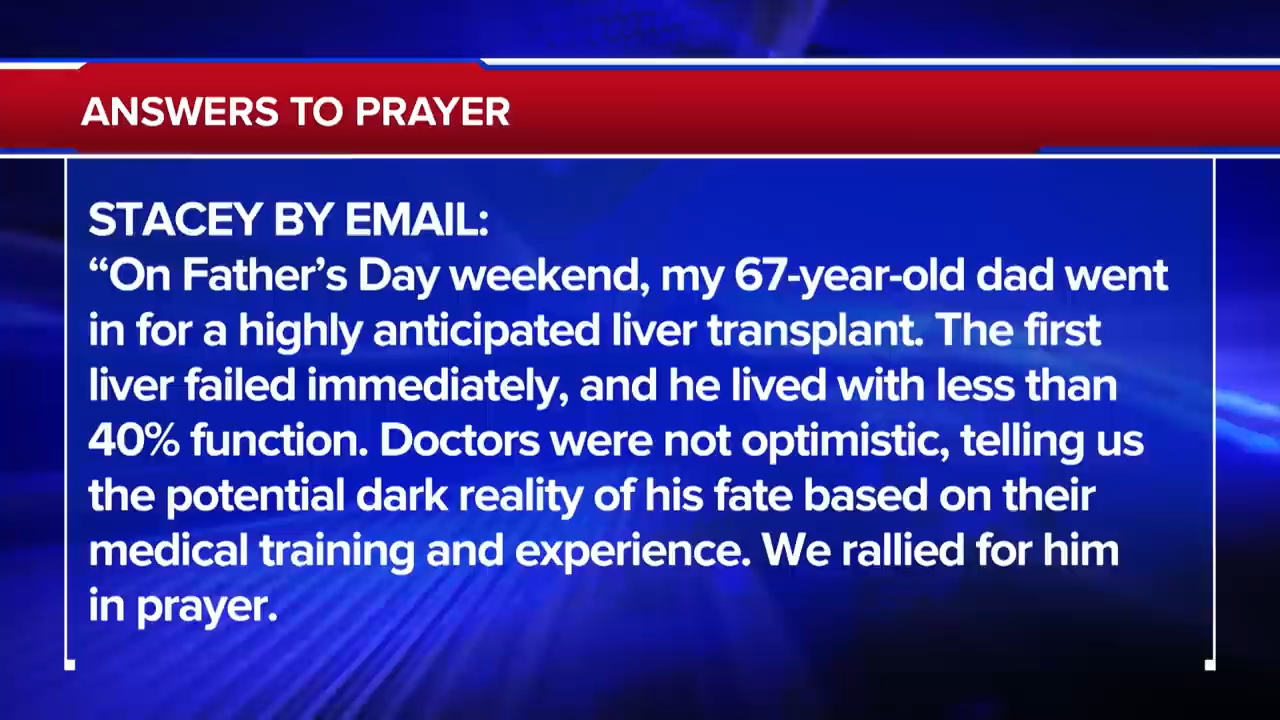 ANSWERS TO PRAYER
STACEY BY EMAIL:
“On Father’s Day weekend, my 67-year-old dad went
in for a highly anticipated liver transplant. The first
liver failed immediately, and he lived with less than
40% function. Doctors were not optimistic, telling us
the potential dark reality of his fate based on their
medical training and experience. We rallied for him
in prayer.